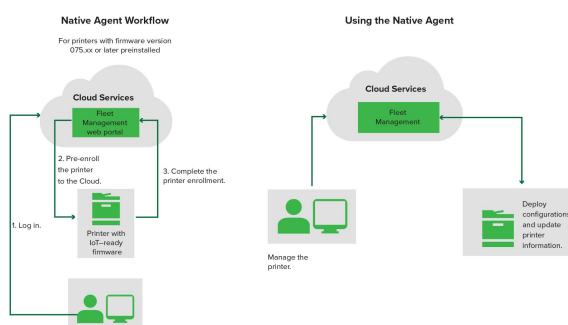 Native Agent Workflow
For printers with firmware version
075.xx or later preinstalled
Cloud Services
Fleet
Management
web portal
2. Pre-enroll
the printer
to the Cloud.
3. Complete the
printer enrollment.
1. Log in.
Printer with
IoT–ready
firmware
Using the Native Agent
Cloud Services
Fleet
Management
Manage the
printer.
Deploy
configurations
and update
printer
information.